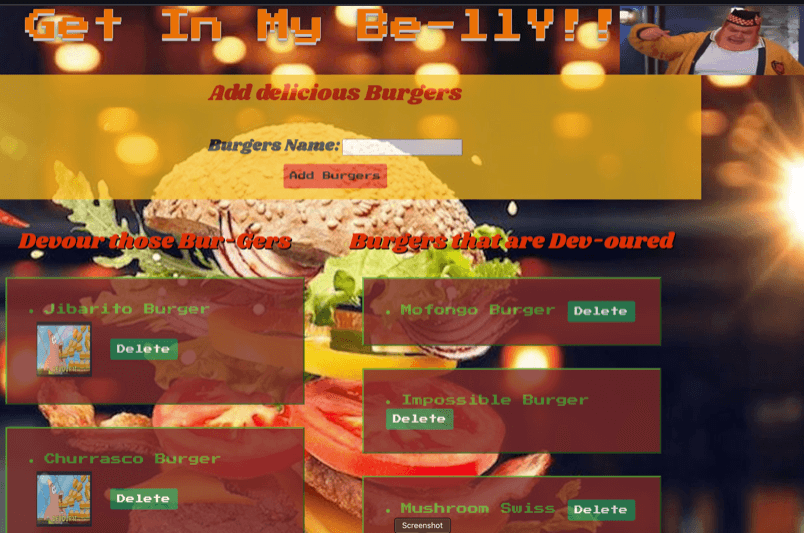 Get In My Be-llY!!
Add delicious Burgers
Burgers Name:
Add Burgers
Devour those Bur-Gers
Burgers that are Dev-oured
Jibarito Burger
Delete
Churrasco Burger
Delete
Mofongo Burger Delete
Impossible Burger
Delete
Mushroom Swiss Delete
Screenshot